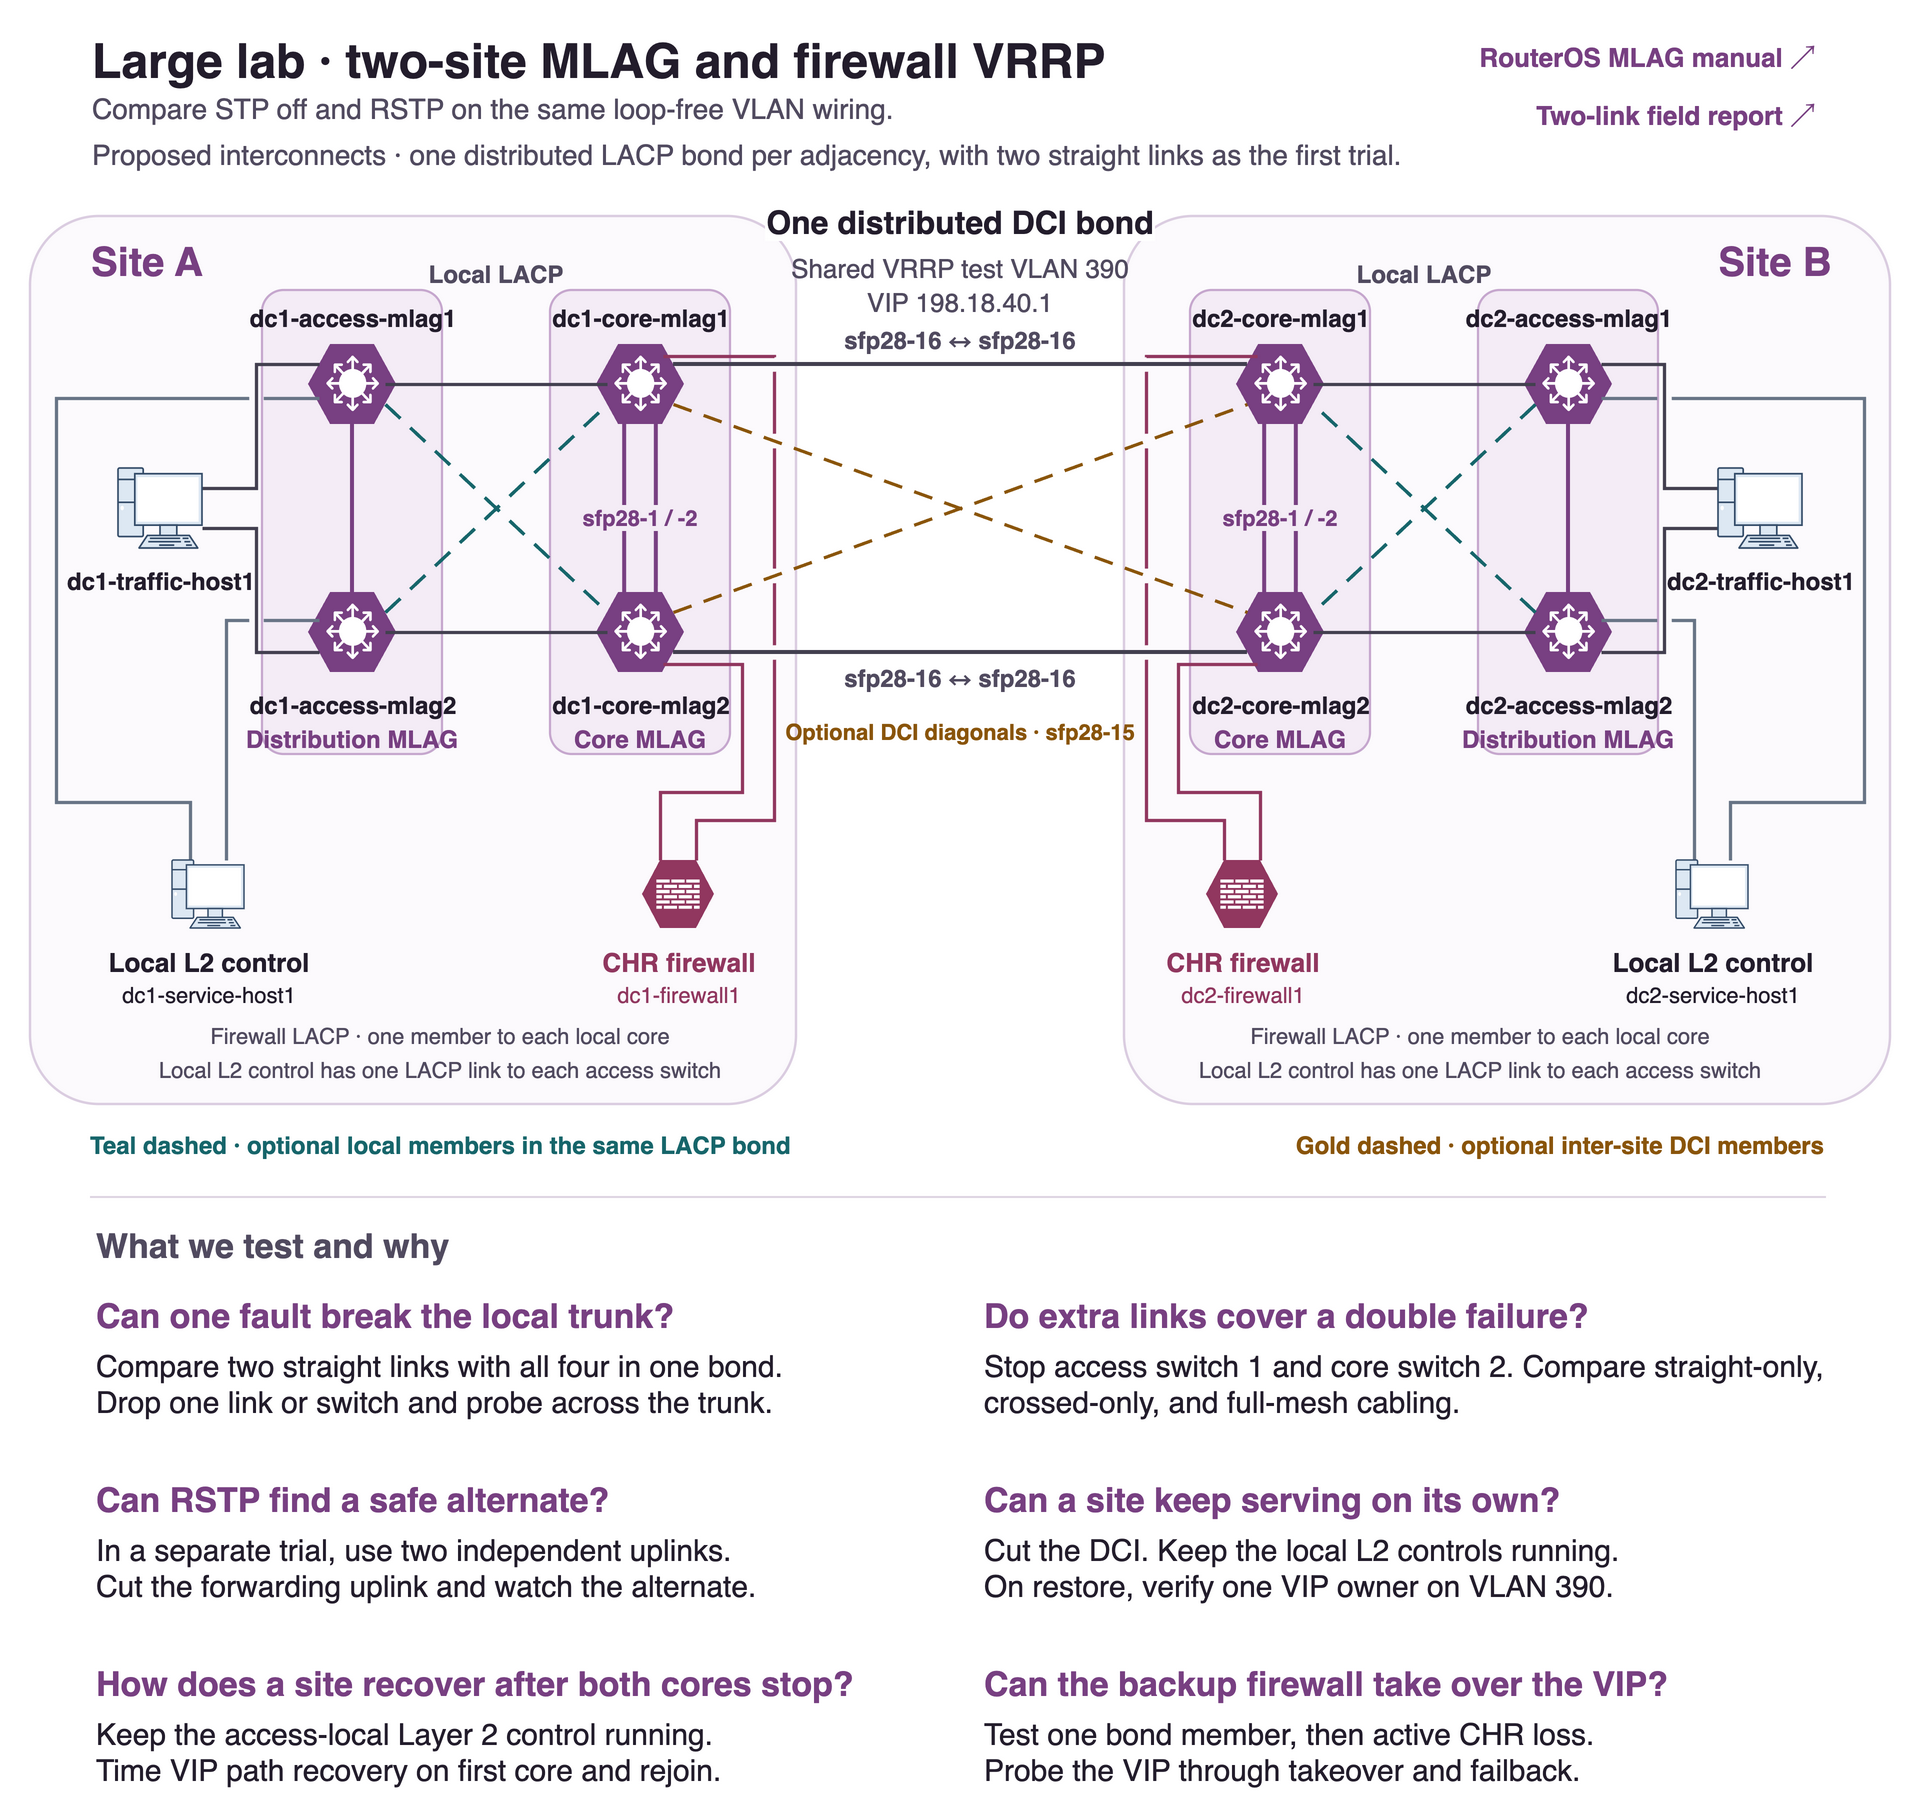 Large lab · two-site MLAG and firewall VRRP
RouterOS MLAG manual ↗
Compare STP off and RSTP on the same loop-free VLAN wiring.
Two-link field report ↗
Proposed interconnects · one distributed LACP bond per adjacency, with two straight links as the first trial.
One distributed DCI bond
Site A
Site B
Local LACP
Shared VRRP test VLAN 390
Local LACP
VIP 198.18.40.1
dc1-access-mlag1
dc1-core-mlag1
dc2-core-mlag1
dc2-access-mlag1
sfp28-16 ↔ sfp28-16
sfp28-1 / -2
sfp28-1 / -2
dc1-traffic-host1
dc2-traffic-host1
sfp28-16 ↔ sfp28-16
dc1-access-mlag2
dc1-core-mlag2
dc2-core-mlag2
dc2-access-mlag2
Distribution MLAG
Core MLAG
Optional DCI diagonals · sfp28-15
Core MLAG
Distribution MLAG
Local L2 control
dc1-service-host1
CHR firewall
dc1-firewall1
CHR firewall
dc2-firewall1
Local L2 control
dc2-service-host1
Firewall LACP · one member to each local core
Local L2 control has one LACP link to each access switch
Firewall LACP · one member to each local core
Local L2 control has one LACP link to each access switch
Teal dashed · optional local members in the same LACP bond
Gold dashed · optional inter-site DCI members
What we test and why
Can one fault break the local trunk?
Compare two straight links with all four in one bond.
Drop one link or switch and probe across the trunk.
Do extra links cover a double failure?
Stop access switch 1 and core switch 2. Compare straight-only,
crossed-only, and full-mesh cabling.
Can RSTP find a safe alternate?
In a separate trial, use two independent uplinks.
Cut the forwarding uplink and watch the alternate.
Can a site keep serving on its own?
Cut the DCI. Keep the local L2 controls running.
On restore, verify one VIP owner on VLAN 390.
How does a site recover after both cores stop?
Keep the access-local Layer 2 control running.
Time VIP path recovery on first core and rejoin.
Can the backup firewall take over the VIP?
Test one bond member, then active CHR loss.
Probe the VIP through takeover and failback.